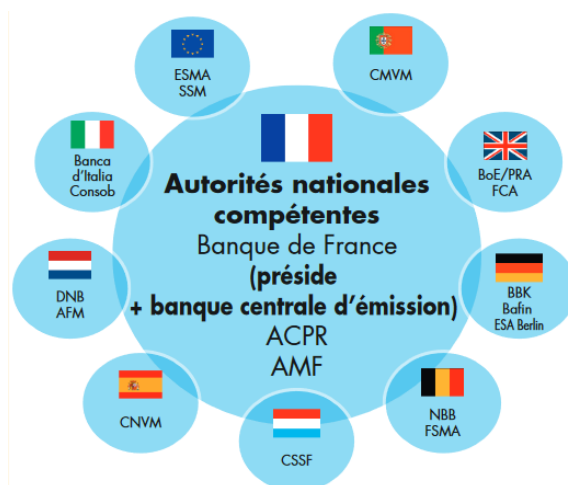 ESMA
SSM
CMVM
Banca
d'Italia
Consob
BoE/PRA
FCA
Autorités nationales
compétentes
Banque de France
(préside
+ banque centrale d'émission)
ACPR
AMF
DNB
AFM
BBK
Bafin
ESA Berlin
CNVM
NBB
FSMA
CSSF